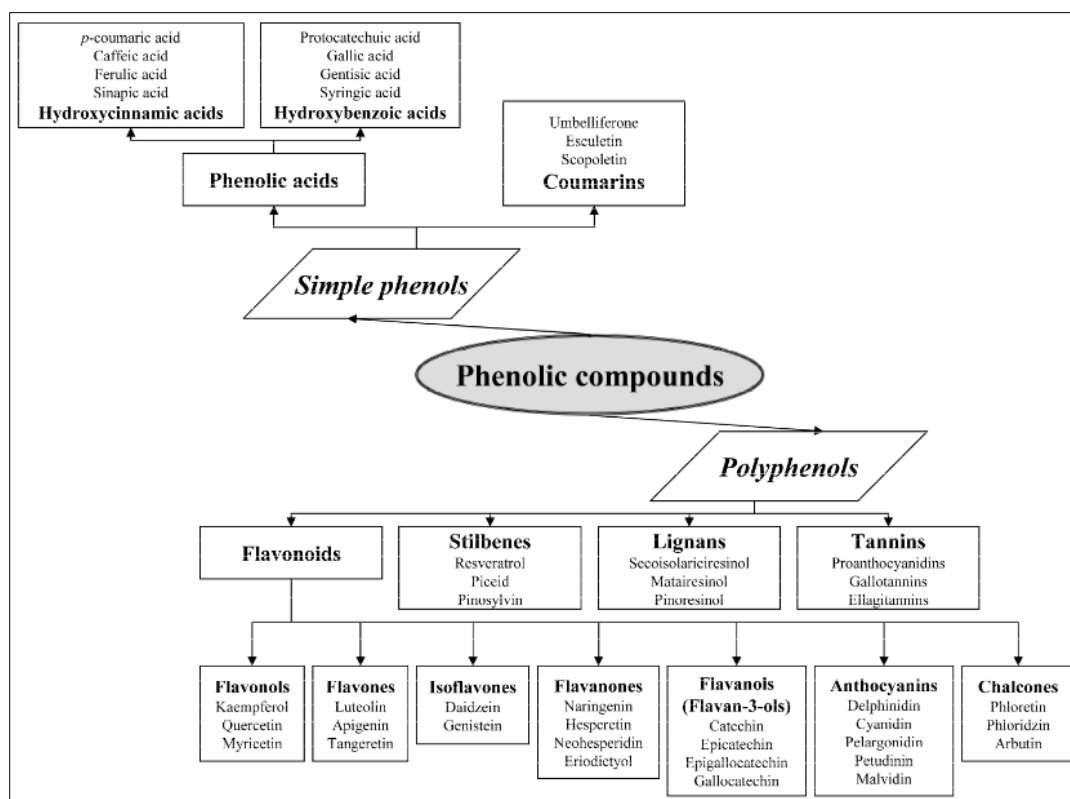 p-coumaric acid
Caffeic acid
Ferulic acid
Sinapic acid
Hydroxycinnamic acids
Protocatechuic acid
Gallic acid
Gentisic acid
Syringic acid
Hydroxybenzoic acids
Umbelliferone
Esculetin
Scopoletin
Coumarins
Phenolic acids
Simple phenols
Phenolic compounds
Polyphenols
Flavonoids
Stilbenes
Resveratrol
Piceid
Pinosylvin
Lignans
Secoisolariciresinol
Matairesinol
Pinoresinol
Tannins
Proanthocyanidins
Gallotannins
Ellagitannins
Flavonols
Kaempferol
Quercetin
Myricetin
Flavones
Luteolin
Apigenin
Tangeretin
Isoflavones
Daidzein
Genistein
Flavanones
Naringenin
Hesperetin
Neohesperidin
Eriodictyol
Flavanois
(Flavan-3-ols)
Catechin
Epicatechin
Epigallocatechin
Gallocatechin
Anthocyanins
Delphinidin
Cyanidin
Pelargonidin
Petudinin
Malvidin
Chalcones
Phloretin
Phloridzin
Arbutin